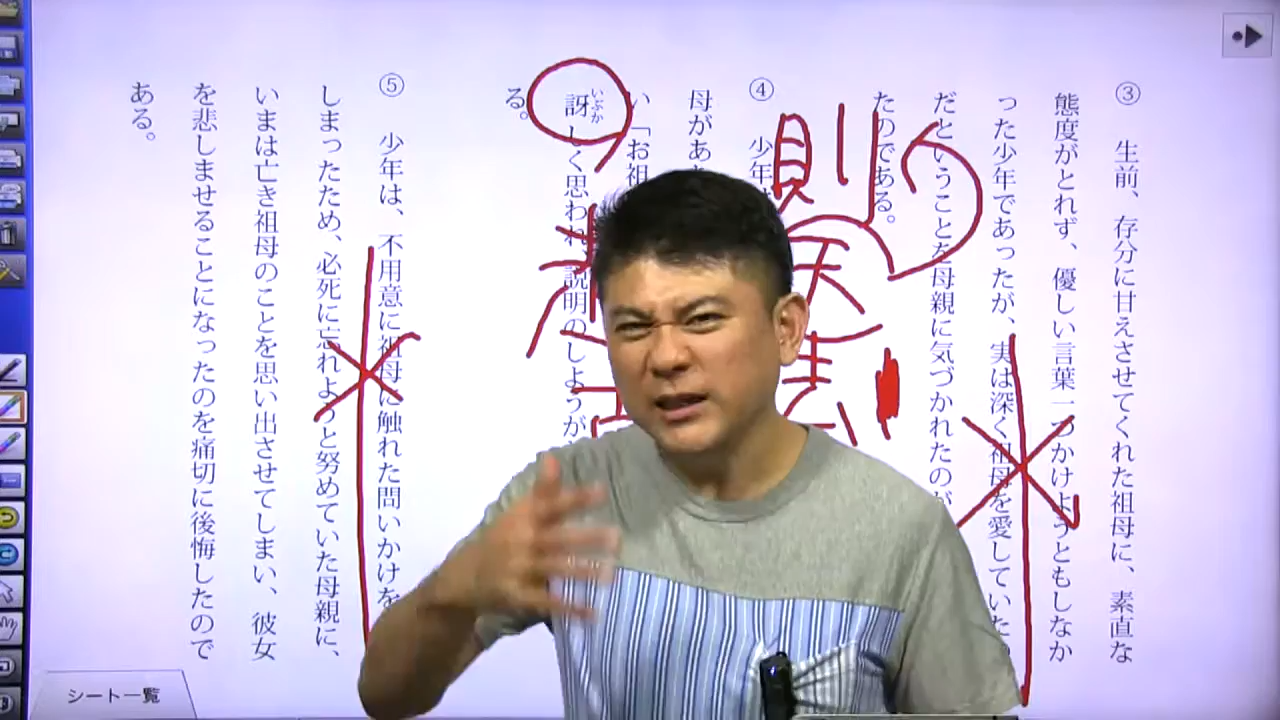 ③ 生前、存分に甘えさせてくれた祖母に、素直な
態度がとれず、優しい言葉一つかけようともしなか
った少年であったが、実は深く祖母を愛していた
だということを母親に気づかれたのが
たのである。
④ 少年は
母があ
い「お祖
訝しく思われ、説明のしようが
いぶか
る。
⑤ 少年は、不用意に祖母に触れた問いかけを
しまったため、必死に忘れようと努めていた母親に、
いまは亡き祖母のことを思い出させてしまい、彼女
を悲しませることになったのを痛切に後悔したので
ある。
則
シート一覧